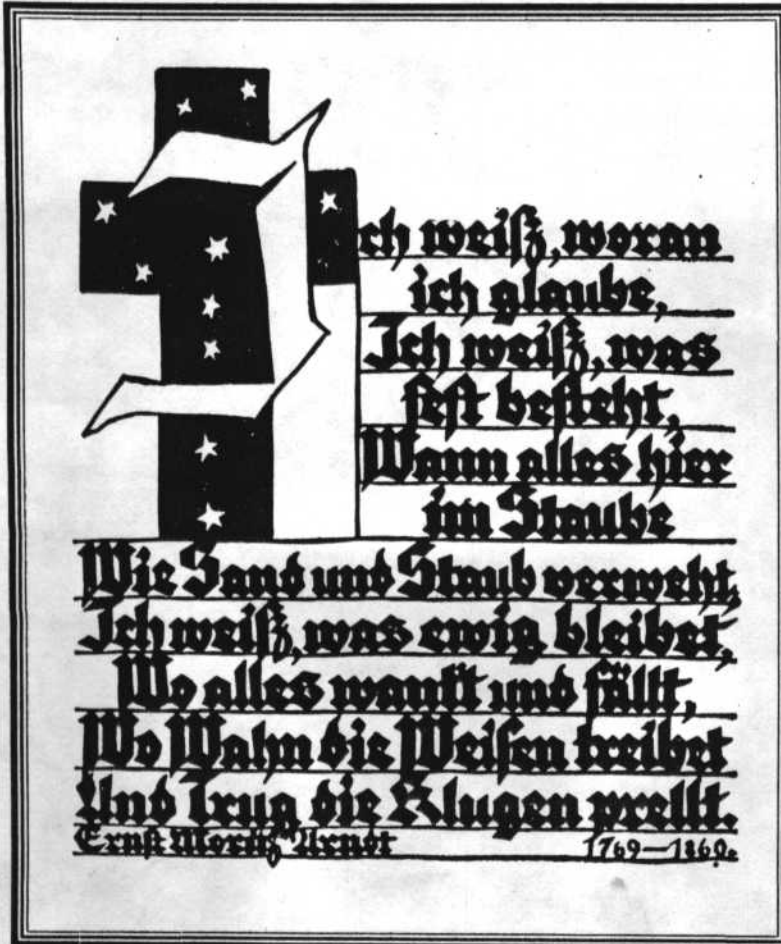 Ich weiß, woran
ich glaube,
Ich weiß, was
fest besteht,
Wann alles hier
im Staube
Wie Sand und Staub verweht,
Ich weiß, was ewig bleibet,
Wo alles wankt und fällt,
Wo Wahn die Weisen treibet
Und Trug die Klugen prellt.
Ernst Moritz Arndt 1769—1860.